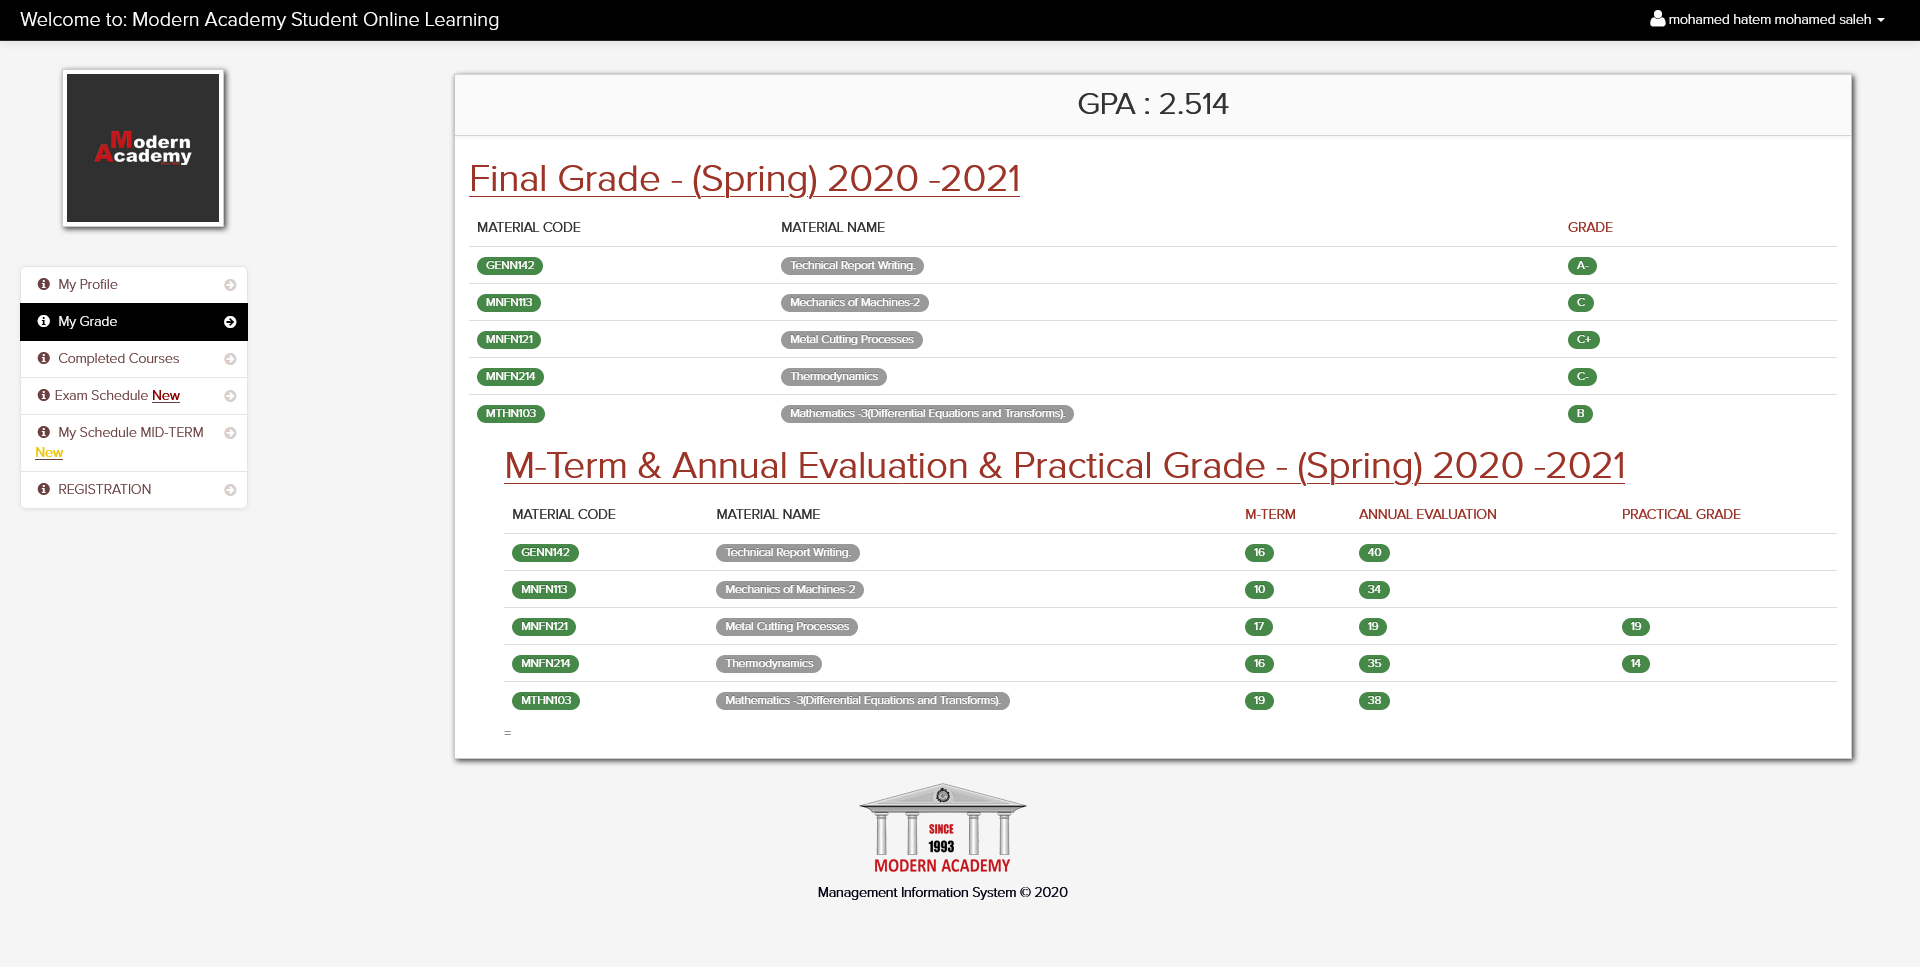 Welcome to: Modern Academy Student Online Learning
mohamed hatem mohamed saleh
Modern
Academy
My Profile
My Grade
Completed Courses
Exam Schedule New
My Schedule MID-TERM
New
REGISTRATION
GPA : 2.514
Final Grade - (Spring) 2020 -2021
MATERIAL CODE MATERIAL NAME GRADE
GENN142 Technical Report Writing. A-
MNFN113 Mechanics of Machines-2 C
MNFN121 Metal Cutting Processes C+
MNFN214 Thermodynamics C-
MTHN103 Mathematics -3(Differential Equations and Transforms). B
M-Term & Annual Evaluation & Practical Grade - (Spring) 2020 -2021
MATERIAL CODE MATERIAL NAME M-TERM ANNUAL EVALUATION PRACTICAL GRADE
GENN142 Technical Report Writing. 16 40
MNFN113 Mechanics of Machines-2 10 34
MNFN121 Metal Cutting Processes 17 19 19
MNFN214 Thermodynamics 16 35 14
MTHN103 Mathematics -3(Differential Equations and Transforms). 19 38
=
SINCE
1993
MODERN ACADEMY
Management Information System © 2020